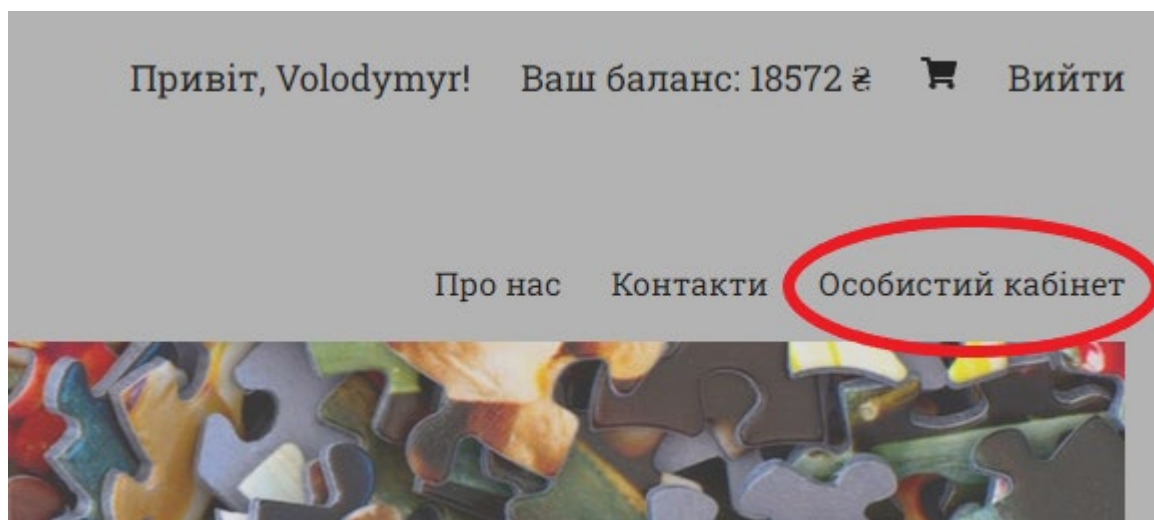 Привіт, Volodymyr! Ваш баланс: 18572 ₴ Вийти
Про нас Контакти Особистий кабінет